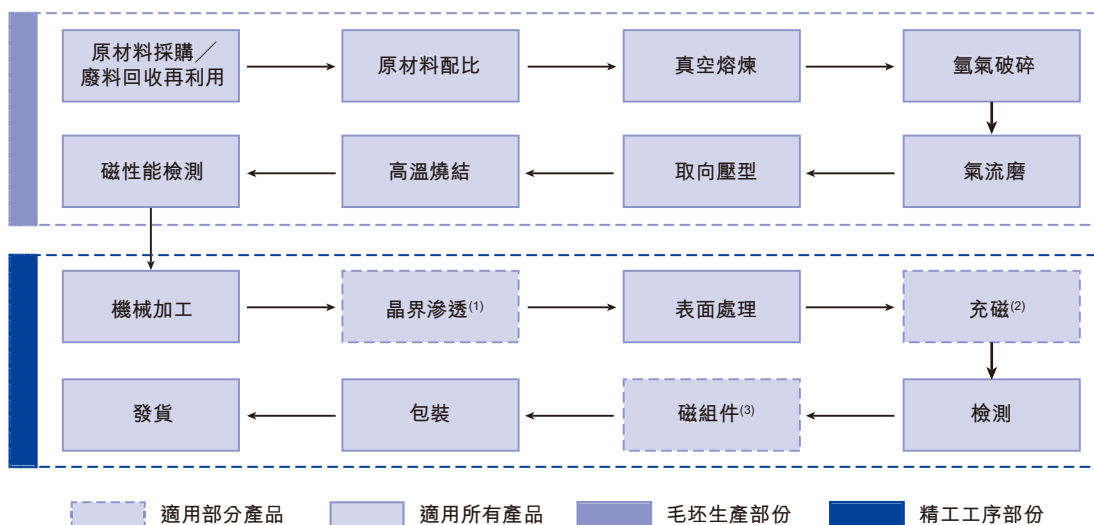 原材料採購／
廢料回收再利用
原材料配比
真空熔煉
氫氣破碎
磁性能檢測
高溫燒結
取向壓型
氣流磨
機械加工
晶界滲透(1)
表面處理
充磁(2)
發貨
包裝
磁組件(3)
檢測
適用部分產品
適用所有產品
毛坯生產部份
精工工序部份